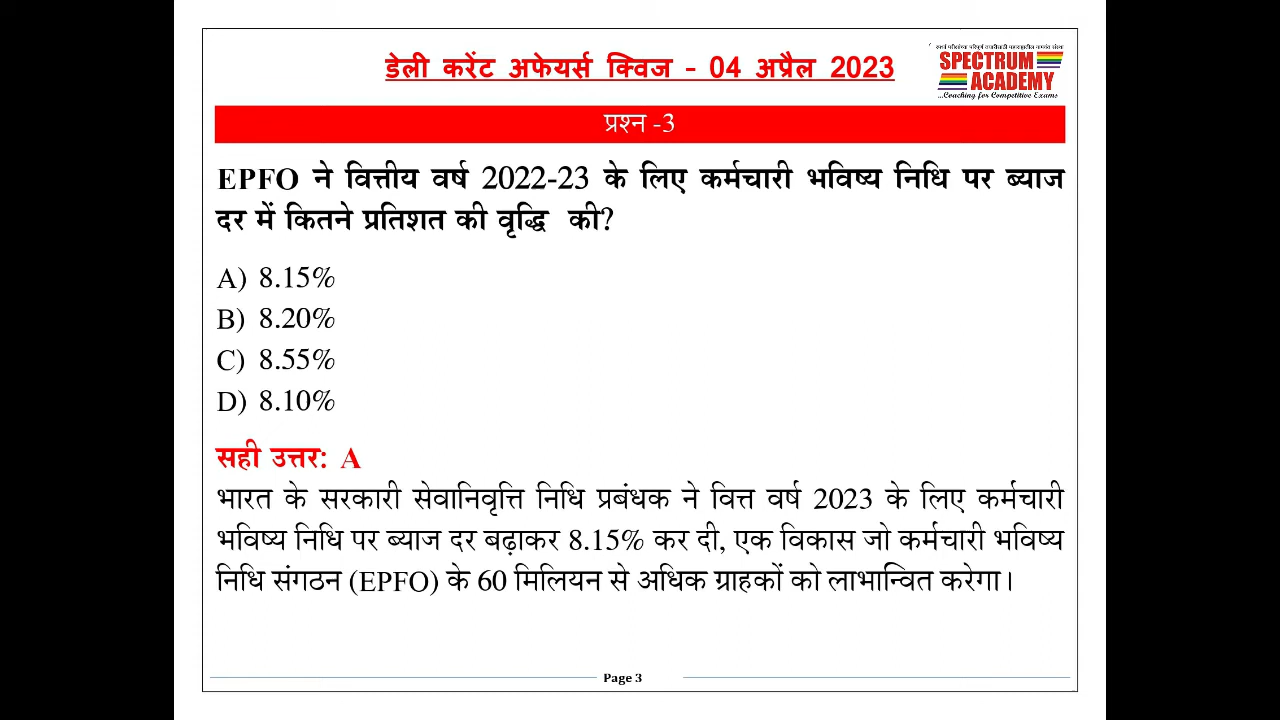 डेली करेंट अफेयर्स क्विज - 04 अप्रैल 2023
SPECTRUM
ACADEMY
...Coaching for Competitive Exams
प्रश्न -3
EPFO ने वित्तीय वर्ष 2022-23 के लिए कर्मचारी भविष्य निधि पर ब्याज
दर में कितने प्रतिशत की वृद्धि की?
A) 8.15%
B) 8.20%
C) 8.55%
D) 8.10%
सही उत्तर: A
भारत के सरकारी सेवानिवृत्ति निधि प्रबंधक ने वित्त वर्ष 2023 के लिए कर्मचारी
भविष्य निधि पर ब्याज दर बढ़ाकर 8.15% कर दी, एक विकास जो कर्मचारी भविष्य
निधि संगठन (EPFO) के 60 मिलियन से अधिक ग्राहकों को लाभान्वित करेगा।
Page 3